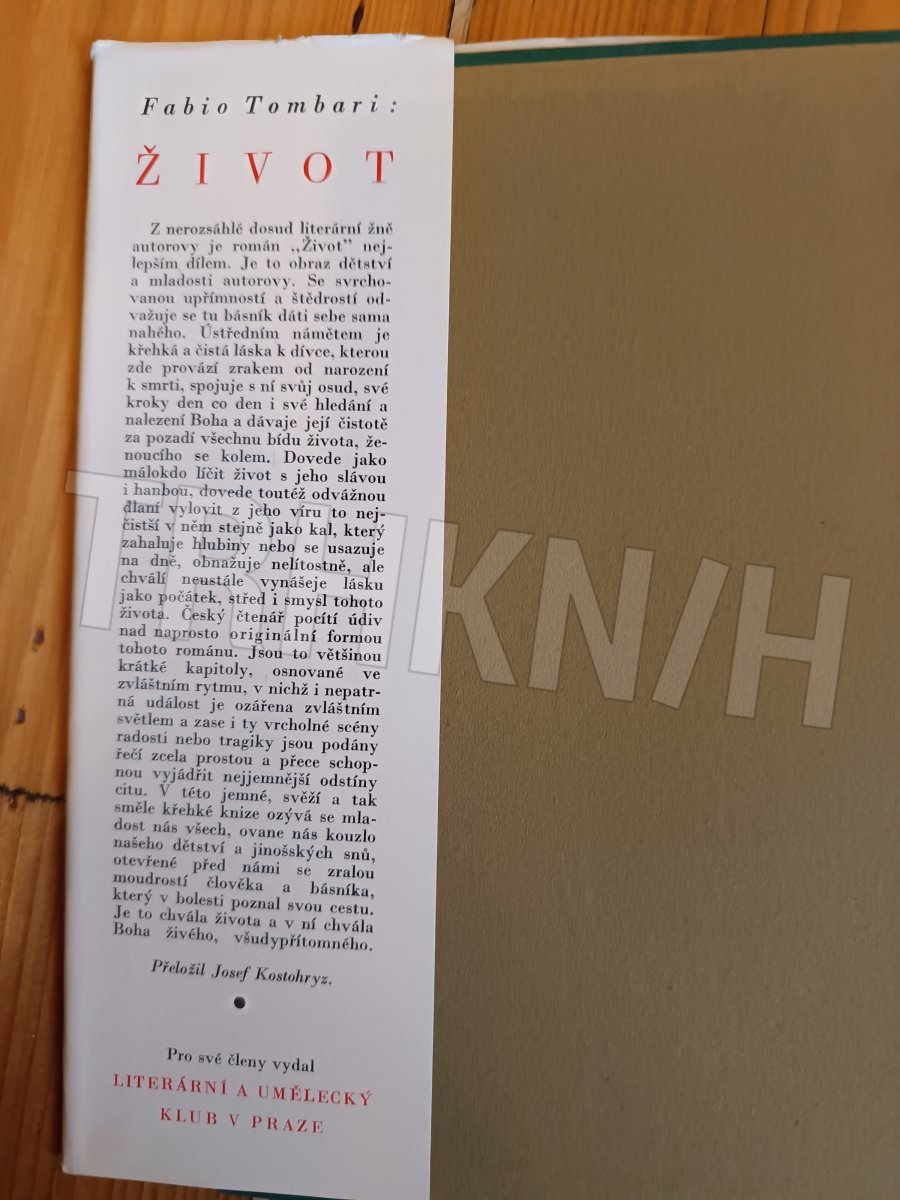 Fabio Tombari:
ŽIVOT
Z nerozsáhlé dosud literární žně
autorovy je román „Život” nej-
lepším dílem. Je to obraz dětství
a mladosti autorovy. Se svrcho-
vanou upřímností a štědrostí od-
važuje se tu básník dáti sebe sama
nahého. Ústředním námětem je
křehká a čistá láska k dívce, kterou
zde provází zrakem od narození
k smrti, spojuje s ní svůj osud, své
kroky den co den i své hledání a
nalezení Boha a dávaje její čistotě
za pozadí všechnu bídu života, že-
noucího se kolem. Dovede jako
málokdo líčit život s jeho slávou
i hanbou, dovede toutéž odvážnou
dlaní vylovit z jeho víru to nej-
čistší v něm stejně jako kal, který
zahaluje hlubiny nebo se usazuje
na dně, obnažuje nelítostně, ale
chválí neustále vynášeje lásku
jako počátek, střed i smysl tohoto
života. Český čtenář pocítí údiv
nad naprosto originální formou
tohoto románu. Jsou to většinou
krátké kapitoly, osnované ve
zvláštním rytmu, v nichž i nepatr-
ná událost je ozářena zvláštním
světlem a zase i ty vrcholné scény
radosti nebo tragiky jsou podány
řečí zcela prostou a přece schop-
nou vyjádřit nejjemnější odstíny
citu. V této jemné, svěží a tak
směle křehké knize ozývá se mla-
dost nás všech, ovane nás kouzlo
našeho dětství a jinošských snů,
otevřené před námi se zralou
moudrostí člověka a básníka,
který v bolesti poznal svou cestu.
Je to chvála života a v ní chvála
Boha živého, všudypřítomného.
Přeložil Josef Kostohryz.
Pro své členy vydal
LITERÁRNÍ A UMĚLECKÝ
KLUB V PRAZE